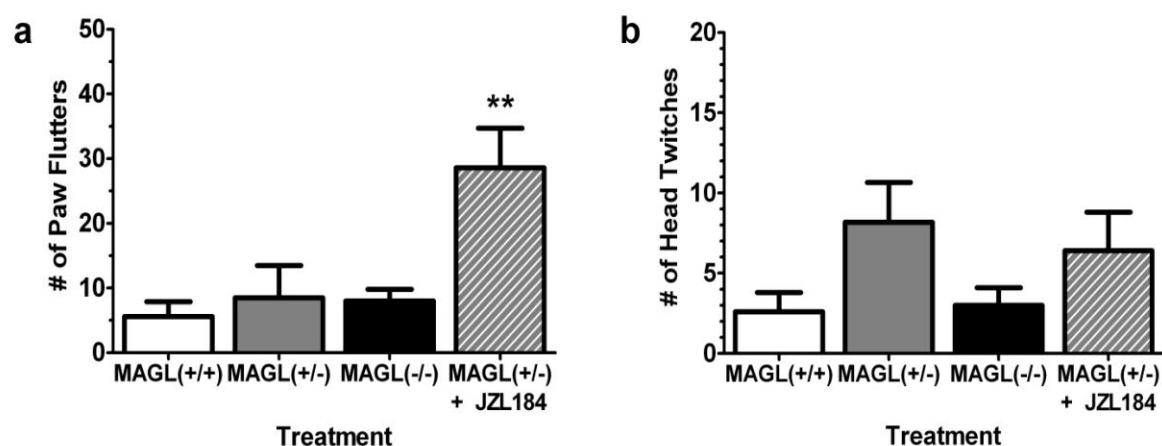 a
# of Paw Flutters
50
40
30
20
10
0
**
MAGL(+/+) MAGL(+/-) MAGL(-/-) MAGL(+/-)
+ JZL184
Treatment
b
# of Head Twitches
20
15
10
5
0
MAGL(+/+) MAGL(+/-) MAGL(-/-) MAGL(+/-)
+ JZL184
Treatment